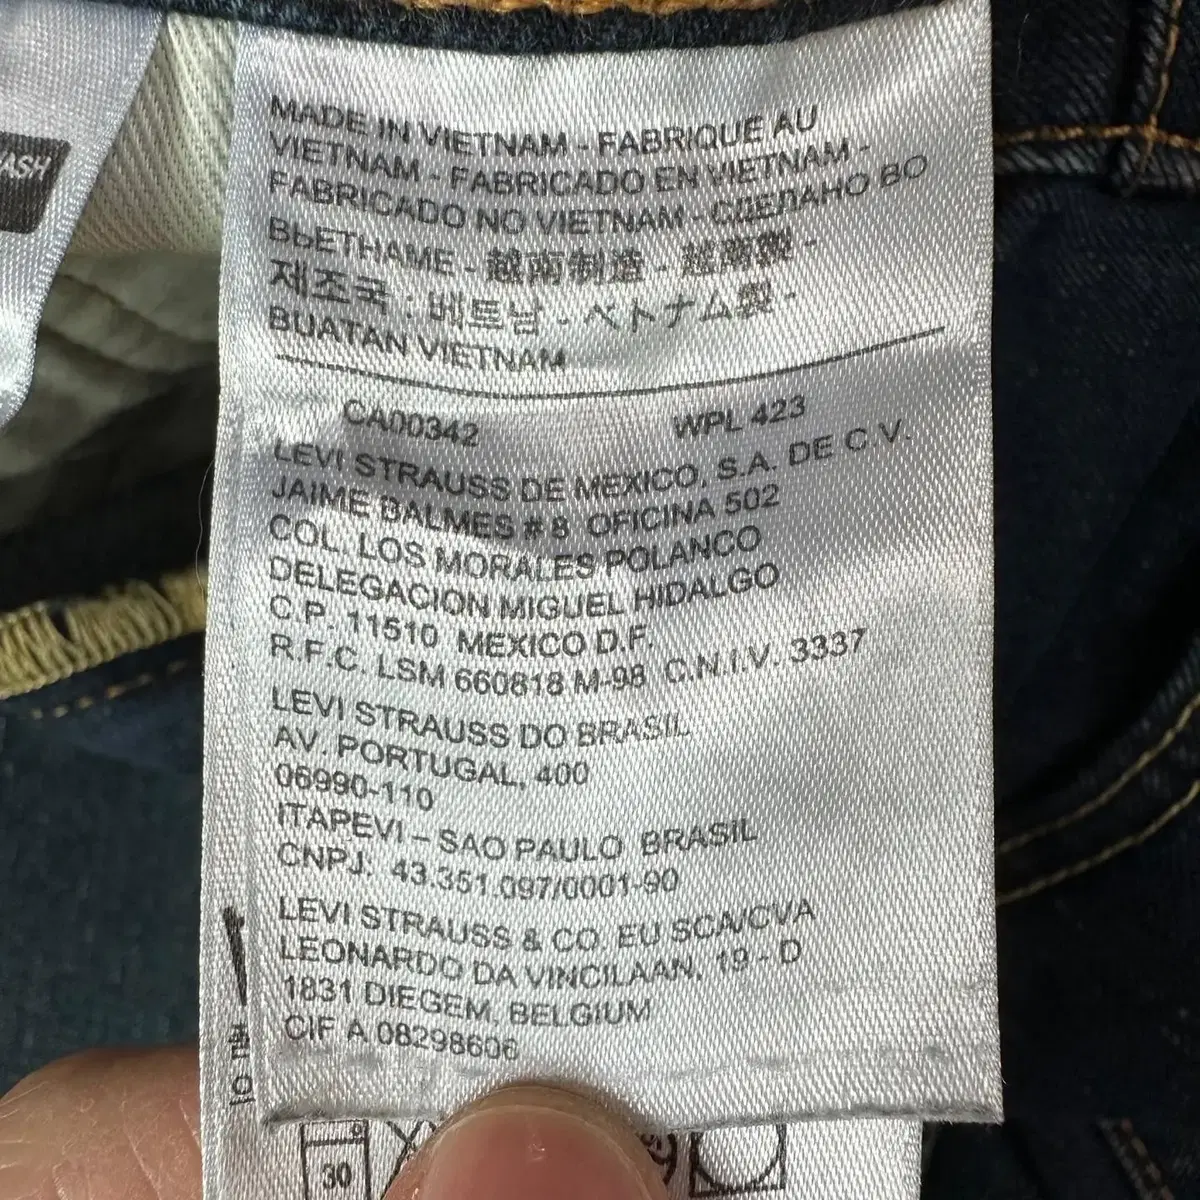 ASH
MADE IN VIETNAM - FABRIQUE AU
VIETNAM - FABRICADO EN VIETNAM -
FABRICADO NO VIETNAM - СДЕЛАНО ВО
ВЬЕТНАМЕ - 越南制造 - 越南製 -
제조국 : 베트남 - ベトナム製 -
BUATAN VIETNAM
CA00342 WPL 423
LEVI STRAUSS DE MEXICO, S.A. DE C.V.
JAIME BALMES # 8 OFICINA 502
COL. LOS MORALES POLANCO
DELEGACION MIGUEL HIDALGO
C.P. 11510 MEXICO D.F.
R.F.C. LSM 660818 M-98 C.N.I.V. 3337
LEVI STRAUSS DO BRASIL
AV. PORTUGAL, 400
06990-110
ITAPEVI – SAO PAULO BRASIL
CNPJ: 43.351.097/0001-90
LEVI STRAUSS & CO. EU SCA/CVA
LEONARDO DA VINCILAAN, 19 - D
1831 DIEGEM, BELGIUM
CIF A 08298606
30